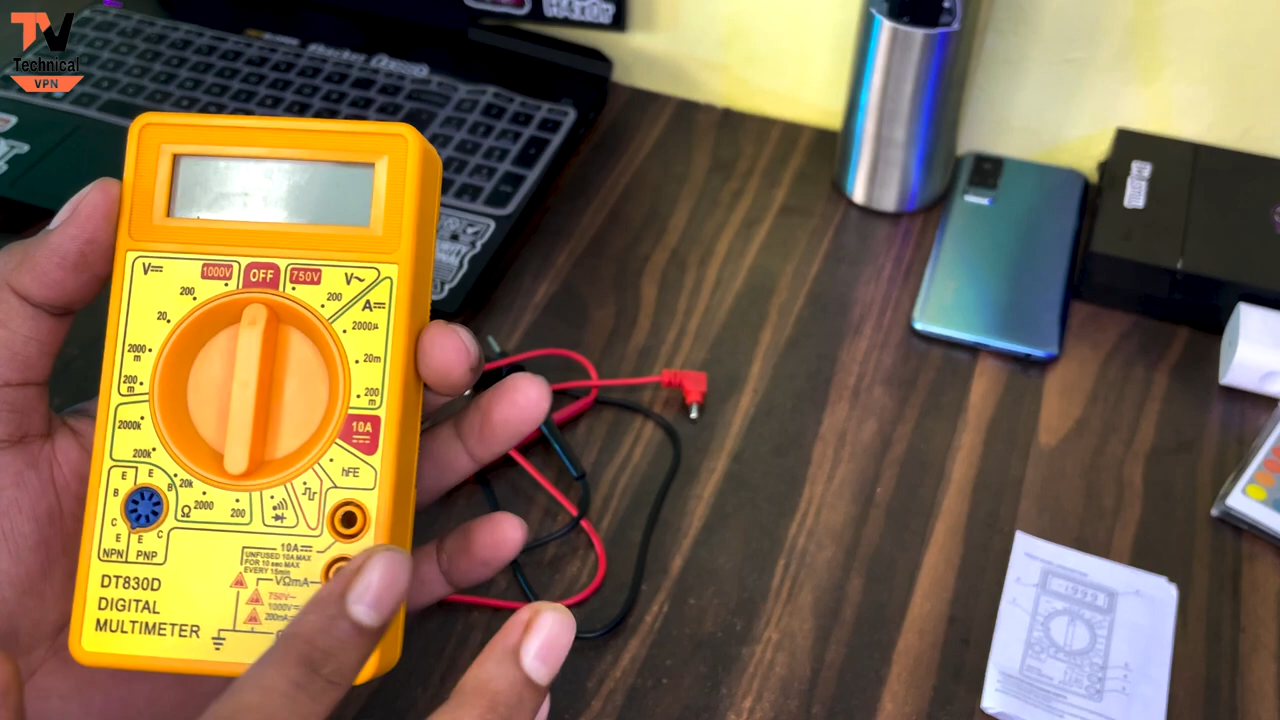 TV
Technical
VPN
H4x0r
V⎓
1000V
OFF
750V
V~
200
200
A⎓
20
2000µ
2000
m
20m
200
m
200
m
10A
2000k
200k
hFE
20k
2000
200
Ω
E
E
B
B
C
C
E
E
NPN
PNP
10A⎓
UNFUSED 10A MAX
FOR 10 sec MAX
EVERY 15min
VΩmA
750V~
1000V⎓
200mA
DT830D
DIGITAL
MULTIMETER
1999